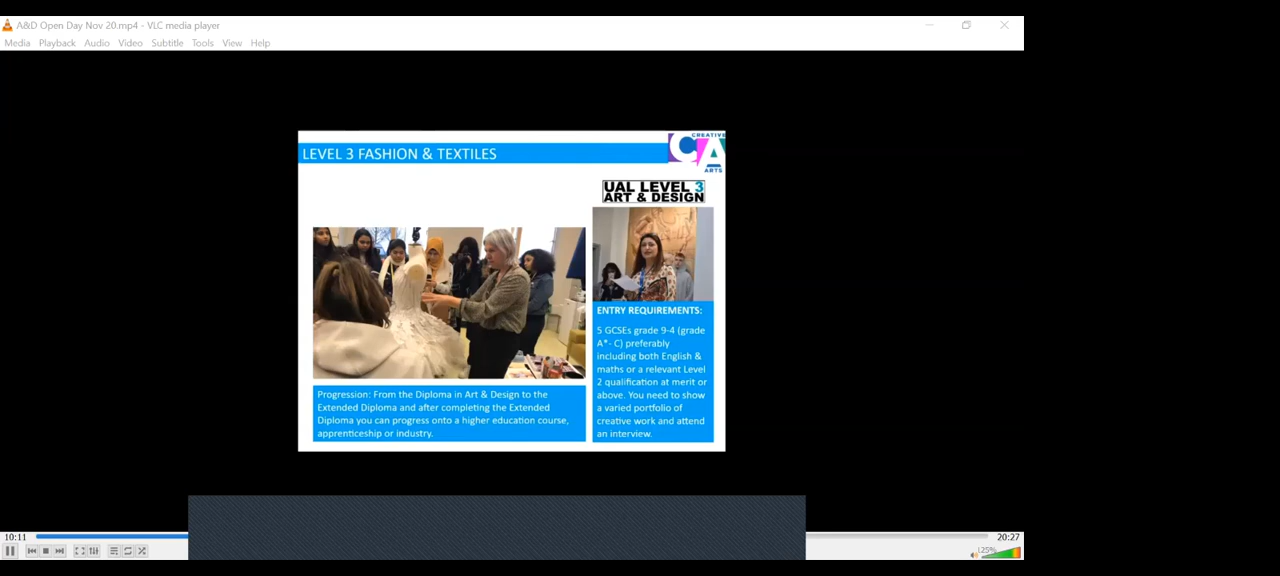 A&D Open Day Nov 20.mp4 - VLC media player
Media Playback Audio Video Subtitle Tools View Help
LEVEL 3 FASHION & TEXTILES
CREATIVE
CA
ARTS
UAL LEVEL 3
ART & DESIGN
ENTRY REQUIREMENTS:
5 GCSEs grade 9-4 (grade
A*- C) preferably
including both English &
maths or a relevant Level
2 qualification at merit or
above. You need to show
a varied portfolio of
creative work and attend
an interview.
Progression: From the Diploma in Art & Design to the
Extended Diploma and after completing the Extended
Diploma you can progress onto a higher education course,
apprenticeship or industry.
10:11
20:27
125%